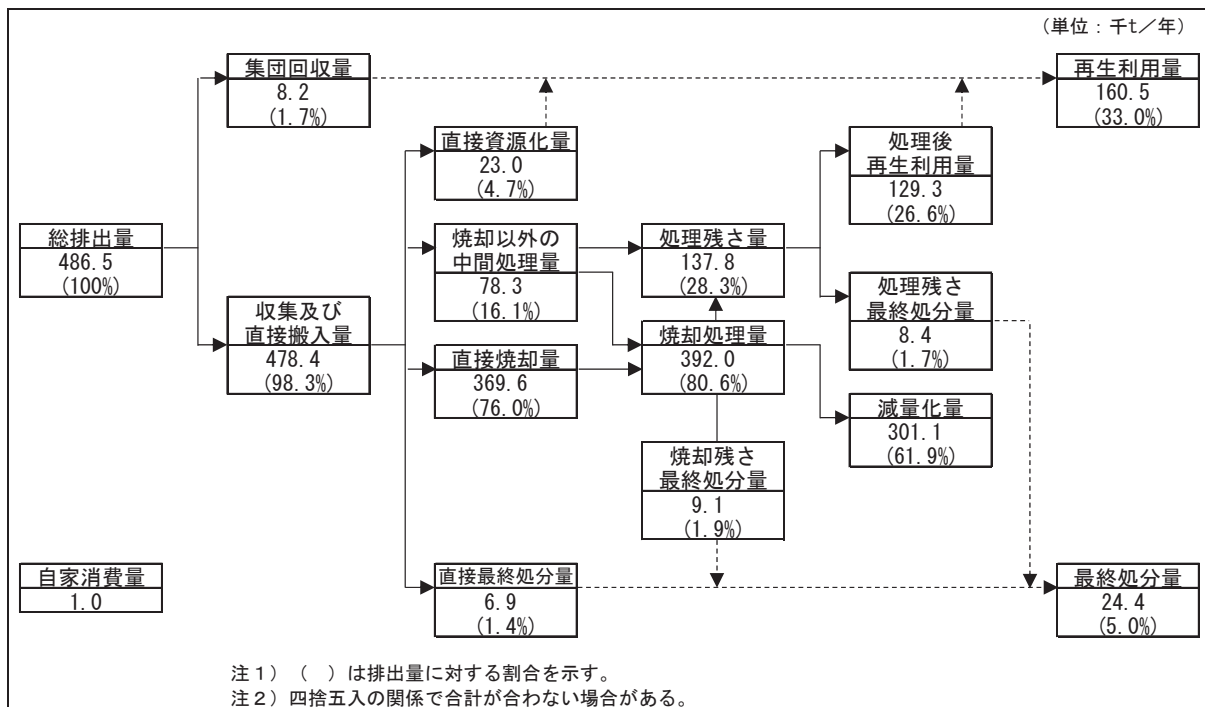 （単位：千t／年）
集団回収量
8.2
(1.7%)
再生利用量
160.5
(33.0%)
直接資源化量
23.0
(4.7%)
処理後
再生利用量
129.3
(26.6%)
総排出量
486.5
(100%)
焼却以外の
中間処理量
78.3
(16.1%)
処理残さ量
137.8
(28.3%)
処理残さ
最終処分量
8.4
(1.7%)
収集及び
直接搬入量
478.4
(98.3%)
直接焼却量
369.6
(76.0%)
焼却処理量
392.0
(80.6%)
減量化量
301.1
(61.9%)
焼却残さ
最終処分量
9.1
(1.9%)
自家消費量
1.0
直接最終処分量
6.9
(1.4%)
最終処分量
24.4
(5.0%)
注１）（　）は排出量に対する割合を示す。
注２）四捨五入の関係で合計が合わない場合がある。